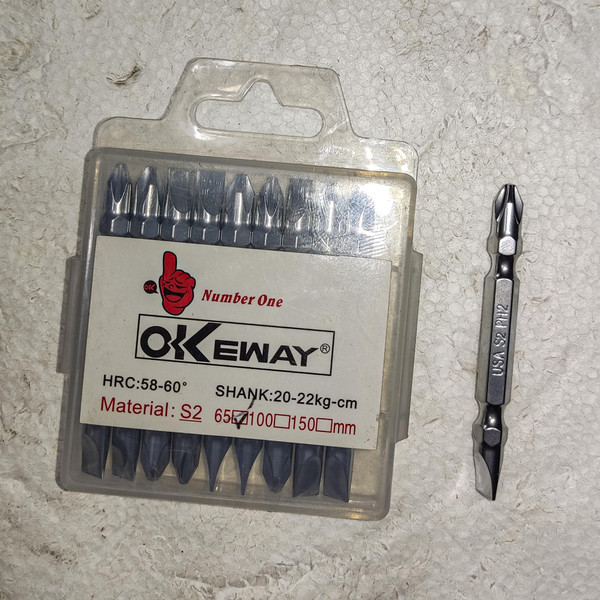 OK
Number One
OKEWAY®
HRC:58-60°
SHANK:20-22kg-cm
Material: S2
65☑100☐150☐mm
USA S2 PH2